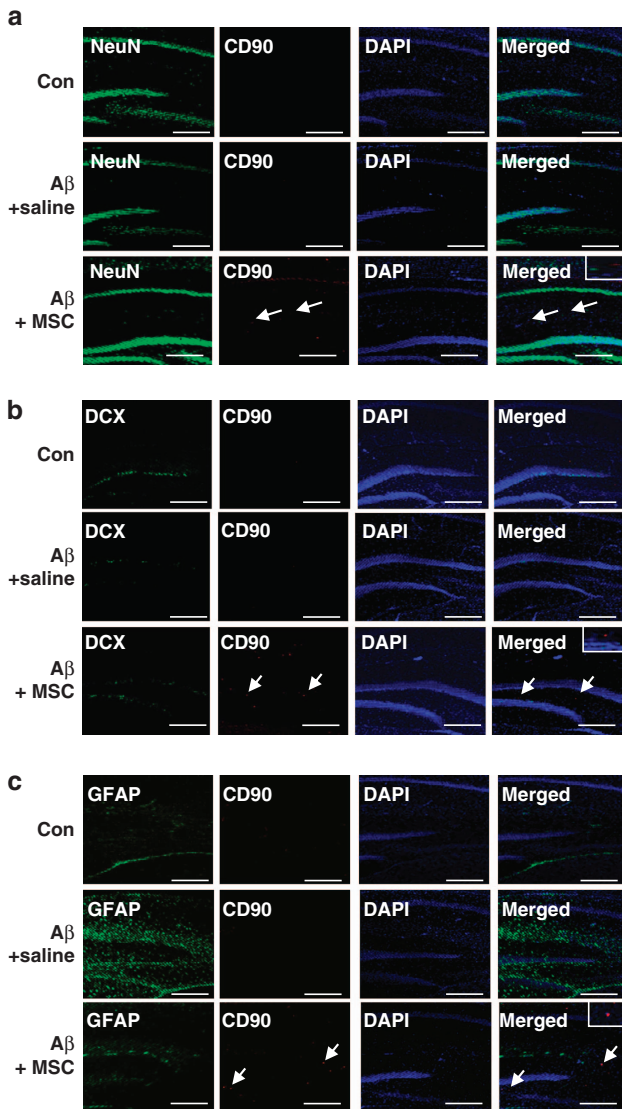 a
Con
NeuN CD90 DAPI Merged
Aβ
+saline
NeuN CD90 DAPI Merged
Aβ
+ MSC
NeuN CD90 DAPI Merged
b
Con
DCX CD90 DAPI Merged
Aβ
+saline
DCX CD90 DAPI Merged
Aβ
+ MSC
DCX CD90 DAPI Merged
c
Con
GFAP CD90 DAPI Merged
Aβ
+saline
GFAP CD90 DAPI Merged
Aβ
+ MSC
GFAP CD90 DAPI Merged